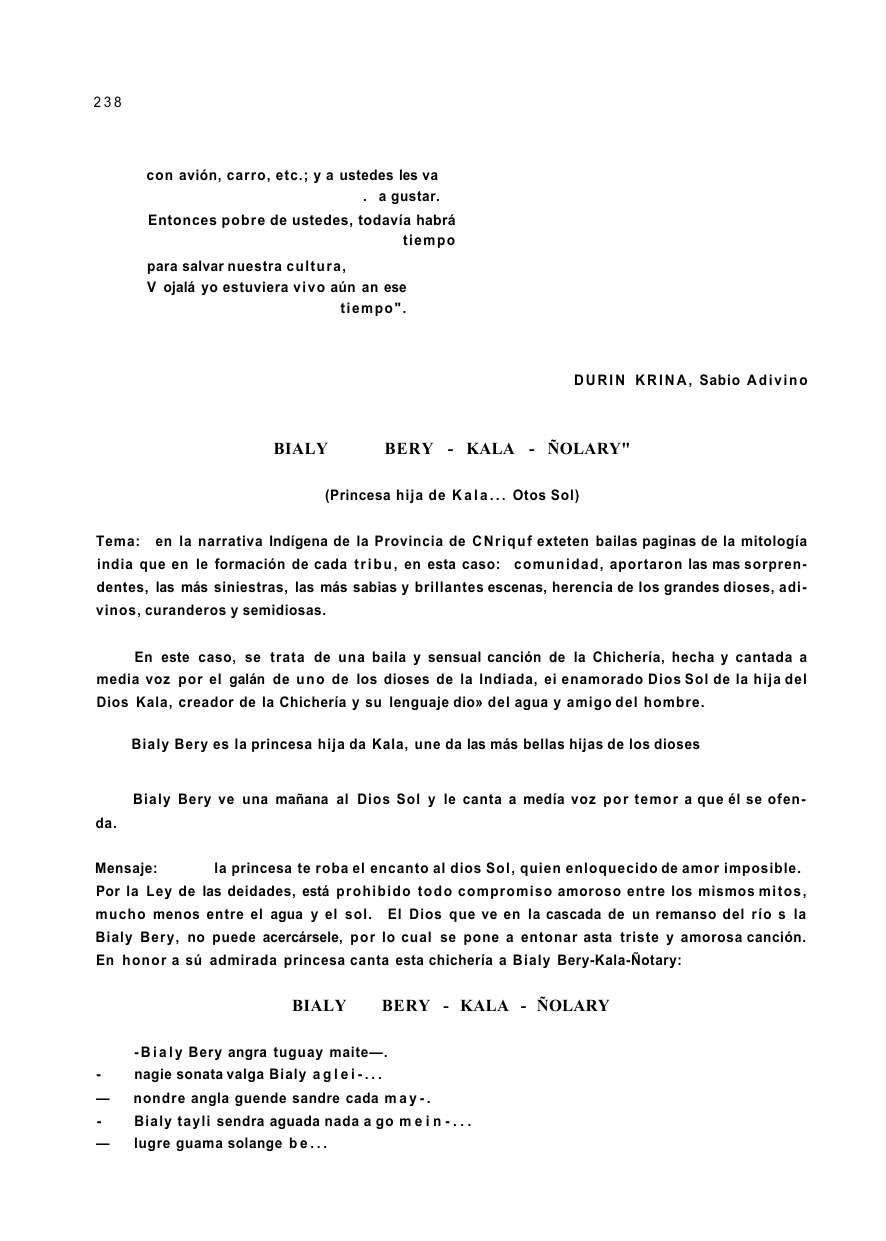 238
con avión, carro, etc.; y a ustedes les va
. a gustar.
Entonces pobre de ustedes, todavía habrá
tiempo
para salvar nuestra cultura,
V ojalá yo estuviera vivo aún an ese
tiempo".
DURIN KRINA, Sabio Adivino
BIALY BERY - KALA - ÑOLARY"
(Princesa hija de Kala... Otos Sol)
Tema: en la narrativa Indígena de la Provincia de CNriquf exteten bailas paginas de la mitología
india que en le formación de cada tribu, en esta caso: comunidad, aportaron las mas sorpren-
dentes, las más siniestras, las más sabias y brillantes escenas, herencia de los grandes dioses, adi-
vinos, curanderos y semidiosas.
En este caso, se trata de una baila y sensual canción de la Chichería, hecha y cantada a
media voz por el galán de uno de los dioses de la Indiada, ei enamorado Dios Sol de la hija del
Dios Kala, creador de la Chichería y su lenguaje dio» del agua y amigo del hombre.
Bialy Bery es la princesa hija da Kala, une da las más bellas hijas de los dioses
Bialy Bery ve una mañana al Dios Sol y le canta a medía voz por temor a que él se ofen-
da.
Mensaje: la princesa te roba el encanto al dios Sol, quien enloquecido de amor imposible.
Por la Ley de las deidades, está prohibido todo compromiso amoroso entre los mismos mitos,
mucho menos entre el agua y el sol. El Dios que ve en la cascada de un remanso del río s la
Bialy Bery, no puede acercársele, por lo cual se pone a entonar asta triste y amorosa canción.
En honor a sú admirada princesa canta esta chichería a Bialy Bery-Kala-Ñotary:
BIALY BERY - KALA - ÑOLARY
-Bialy Bery angra tuguay maite—.
- nagie sonata valga Bialy aglei-...
— nondre angla guende sandre cada may-.
- Bialy tayli sendra aguada nada a go mein-...
— lugre guama solange be...